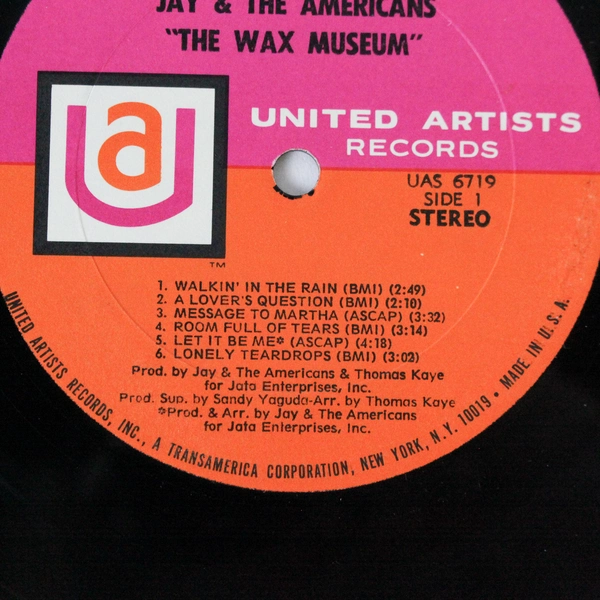 JAY & THE AMERICANS
"THE WAX MUSEUM"
ua
UNITED ARTISTS
RECORDS
UAS 6719
SIDE 1
STEREO
TM
1. WALKIN' IN THE RAIN (BMI) (2:49)
2. A LOVER'S QUESTION (BMI) (2:10)
3. MESSAGE TO MARTHA (ASCAP) (3:32)
4. ROOM FULL OF TEARS (BMI) (3:14)
5. LET IT BE ME* (ASCAP) (4:18)
6. LONELY TEARDROPS (BMI) (3:02)
Prod. by Jay & The Americans & Thomas Kaye
for Jata Enterprises, Inc.
Prod. Sup. by Sandy Yaguda-Arr. by Thomas Kaye
*Prod. & Arr. by Jay & The Americans
for Jata Enterprises, Inc.
UNITED ARTISTS RECORDS, INC., A TRANSAMERICA CORPORATION, NEW YORK, N.Y. 10019 • MADE IN U.S.A.